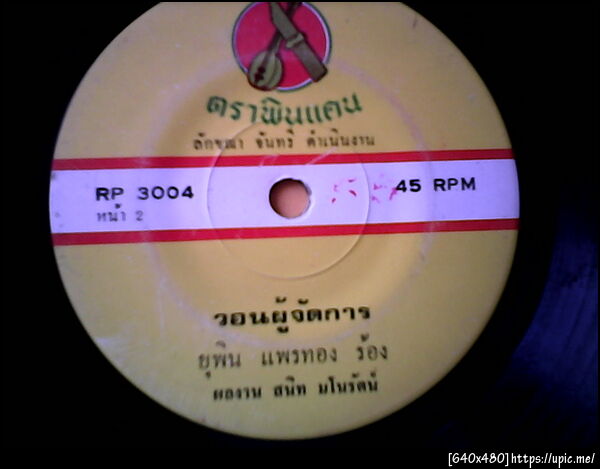 ตราพิณแคน
ลักขณา จันทร์ ดำเนินงาน
RP 3004
45 RPM
หน้า 2
วอนผู้จัดการ
ยุพิน แพรทอง ร้อง
ผลงาน สนิท มโนรัตน์
[640x480]https://upic.me/